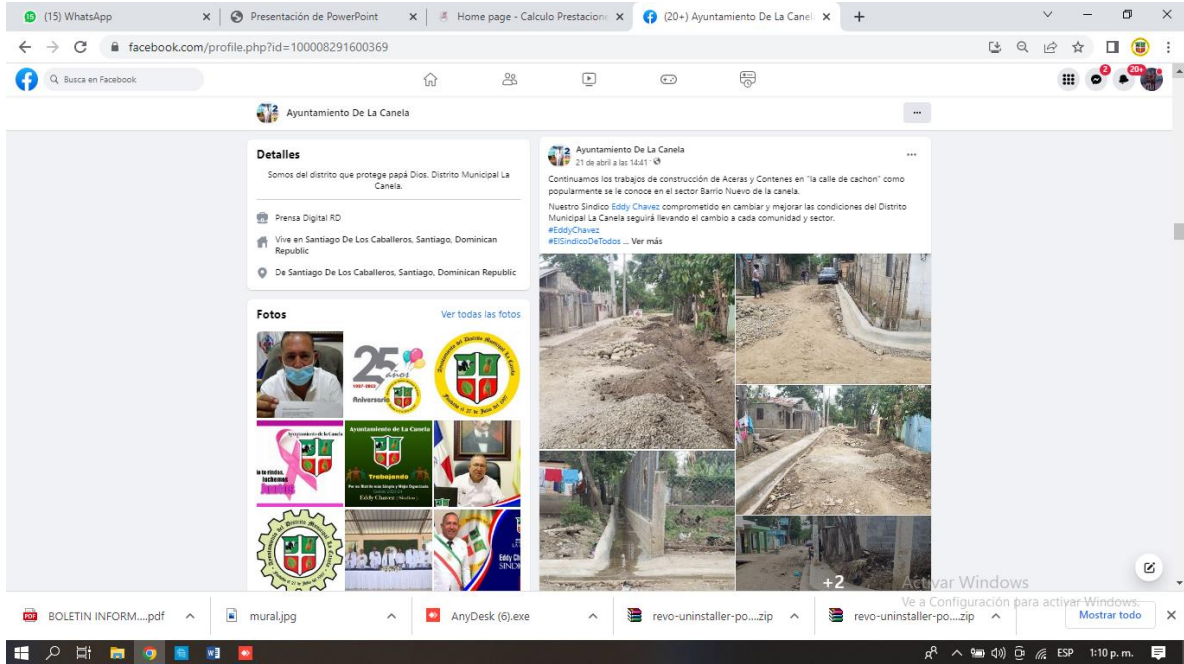 (15) WhatsApp
Presentación de PowerPoint
Home page - Calculo Prestacione
(20+) Ayuntamiento De La Canel
facebook.com/profile.php?id=100008291600369
Busca en Facebook
2
20+
Ayuntamiento De La Canela
Detalles
Somos del distrito que protege papá Dios. Distrito Municipal La
Canela.
Prensa Digital RD
Vive en Santiago De Los Caballeros, Santiago, Dominican
Republic
De Santiago De Los Caballeros, Santiago, Dominican Republic
Fotos
Ver todas las fotos
25
años
Aniversario
Ayuntamiento de La Canela
Trabajando
Eddy Chavez (Sindico)
Juntos
Eddy Ch
SINDI
Ayuntamiento De La Canela
21 de abril a las 14:41
Continuamos los trabajos de construcción de Aceras y Contenes en "la calle de cachon" como
popularmente se le conoce en el sector Barrio Nuevo de la canela.
Nuestro Sindico Eddy Chavez comprometido en cambiar y mejorar las condiciones del Distrito
Municipal La Canela seguirá llevando el cambio a cada comunidad y sector.
#EddyChavez
#ElSindicoDeTodos ... Ver más
+2
Activar Windows
Ve a Configuración para activar Windows.
BOLETIN INFORM....pdf
mural.jpg
AnyDesk (6).exe
revo-uninstaller-po....zip
revo-uninstaller-po....zip
Mostrar todo
ESP
1:10 p. m.